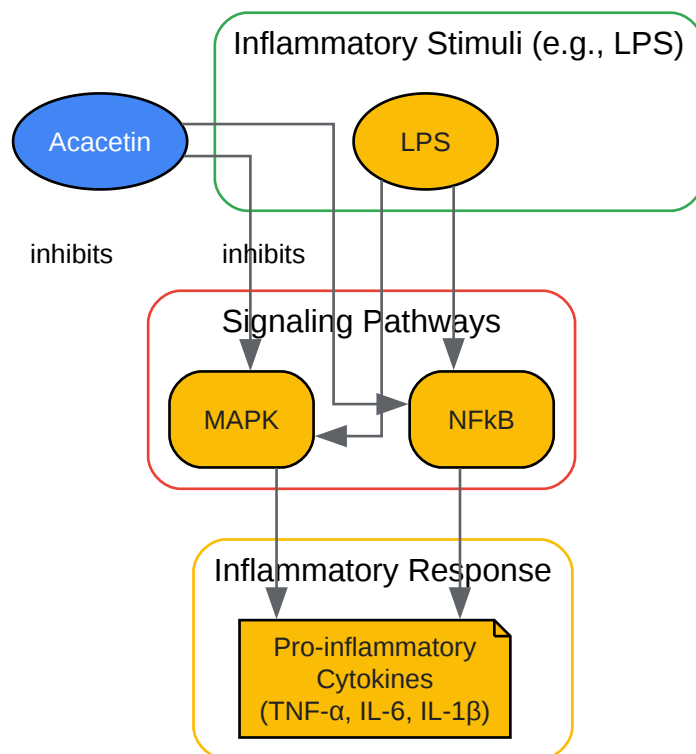 Inflammatory Stimuli (e.g., LPS)
Acacetin
LPS
inhibits
inhibits
Signaling Pathways
MAPK
NFkB
Inflammatory Response
Pro-inflammatory
Cytokines
(TNF-α, IL-6, IL-1β)